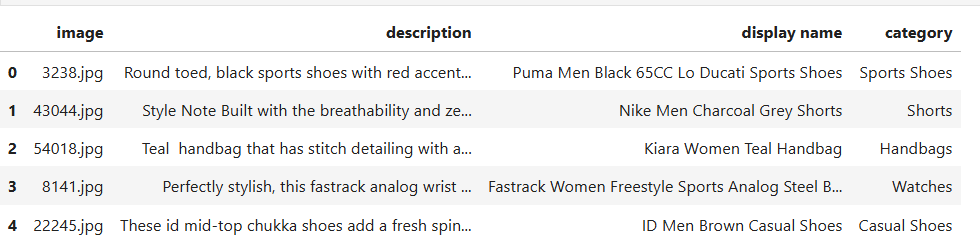 image description display name category
0 3238.jpg Round toed, black sports shoes with red accent... Puma Men Black 65CC Lo Ducati Sports Shoes Sports Shoes
1 43044.jpg Style Note Built with the breathability and ze... Nike Men Charcoal Grey Shorts Shorts
2 54018.jpg Teal  handbag that has stitch detailing with a... Kiara Women Teal Handbag Handbags
3 8141.jpg Perfectly stylish, this fastrack analog wrist ... Fastrack Women Freestyle Sports Analog Steel B... Watches
4 22245.jpg These id mid-top chukka shoes add a fresh spin... ID Men Brown Casual Shoes Casual Shoes